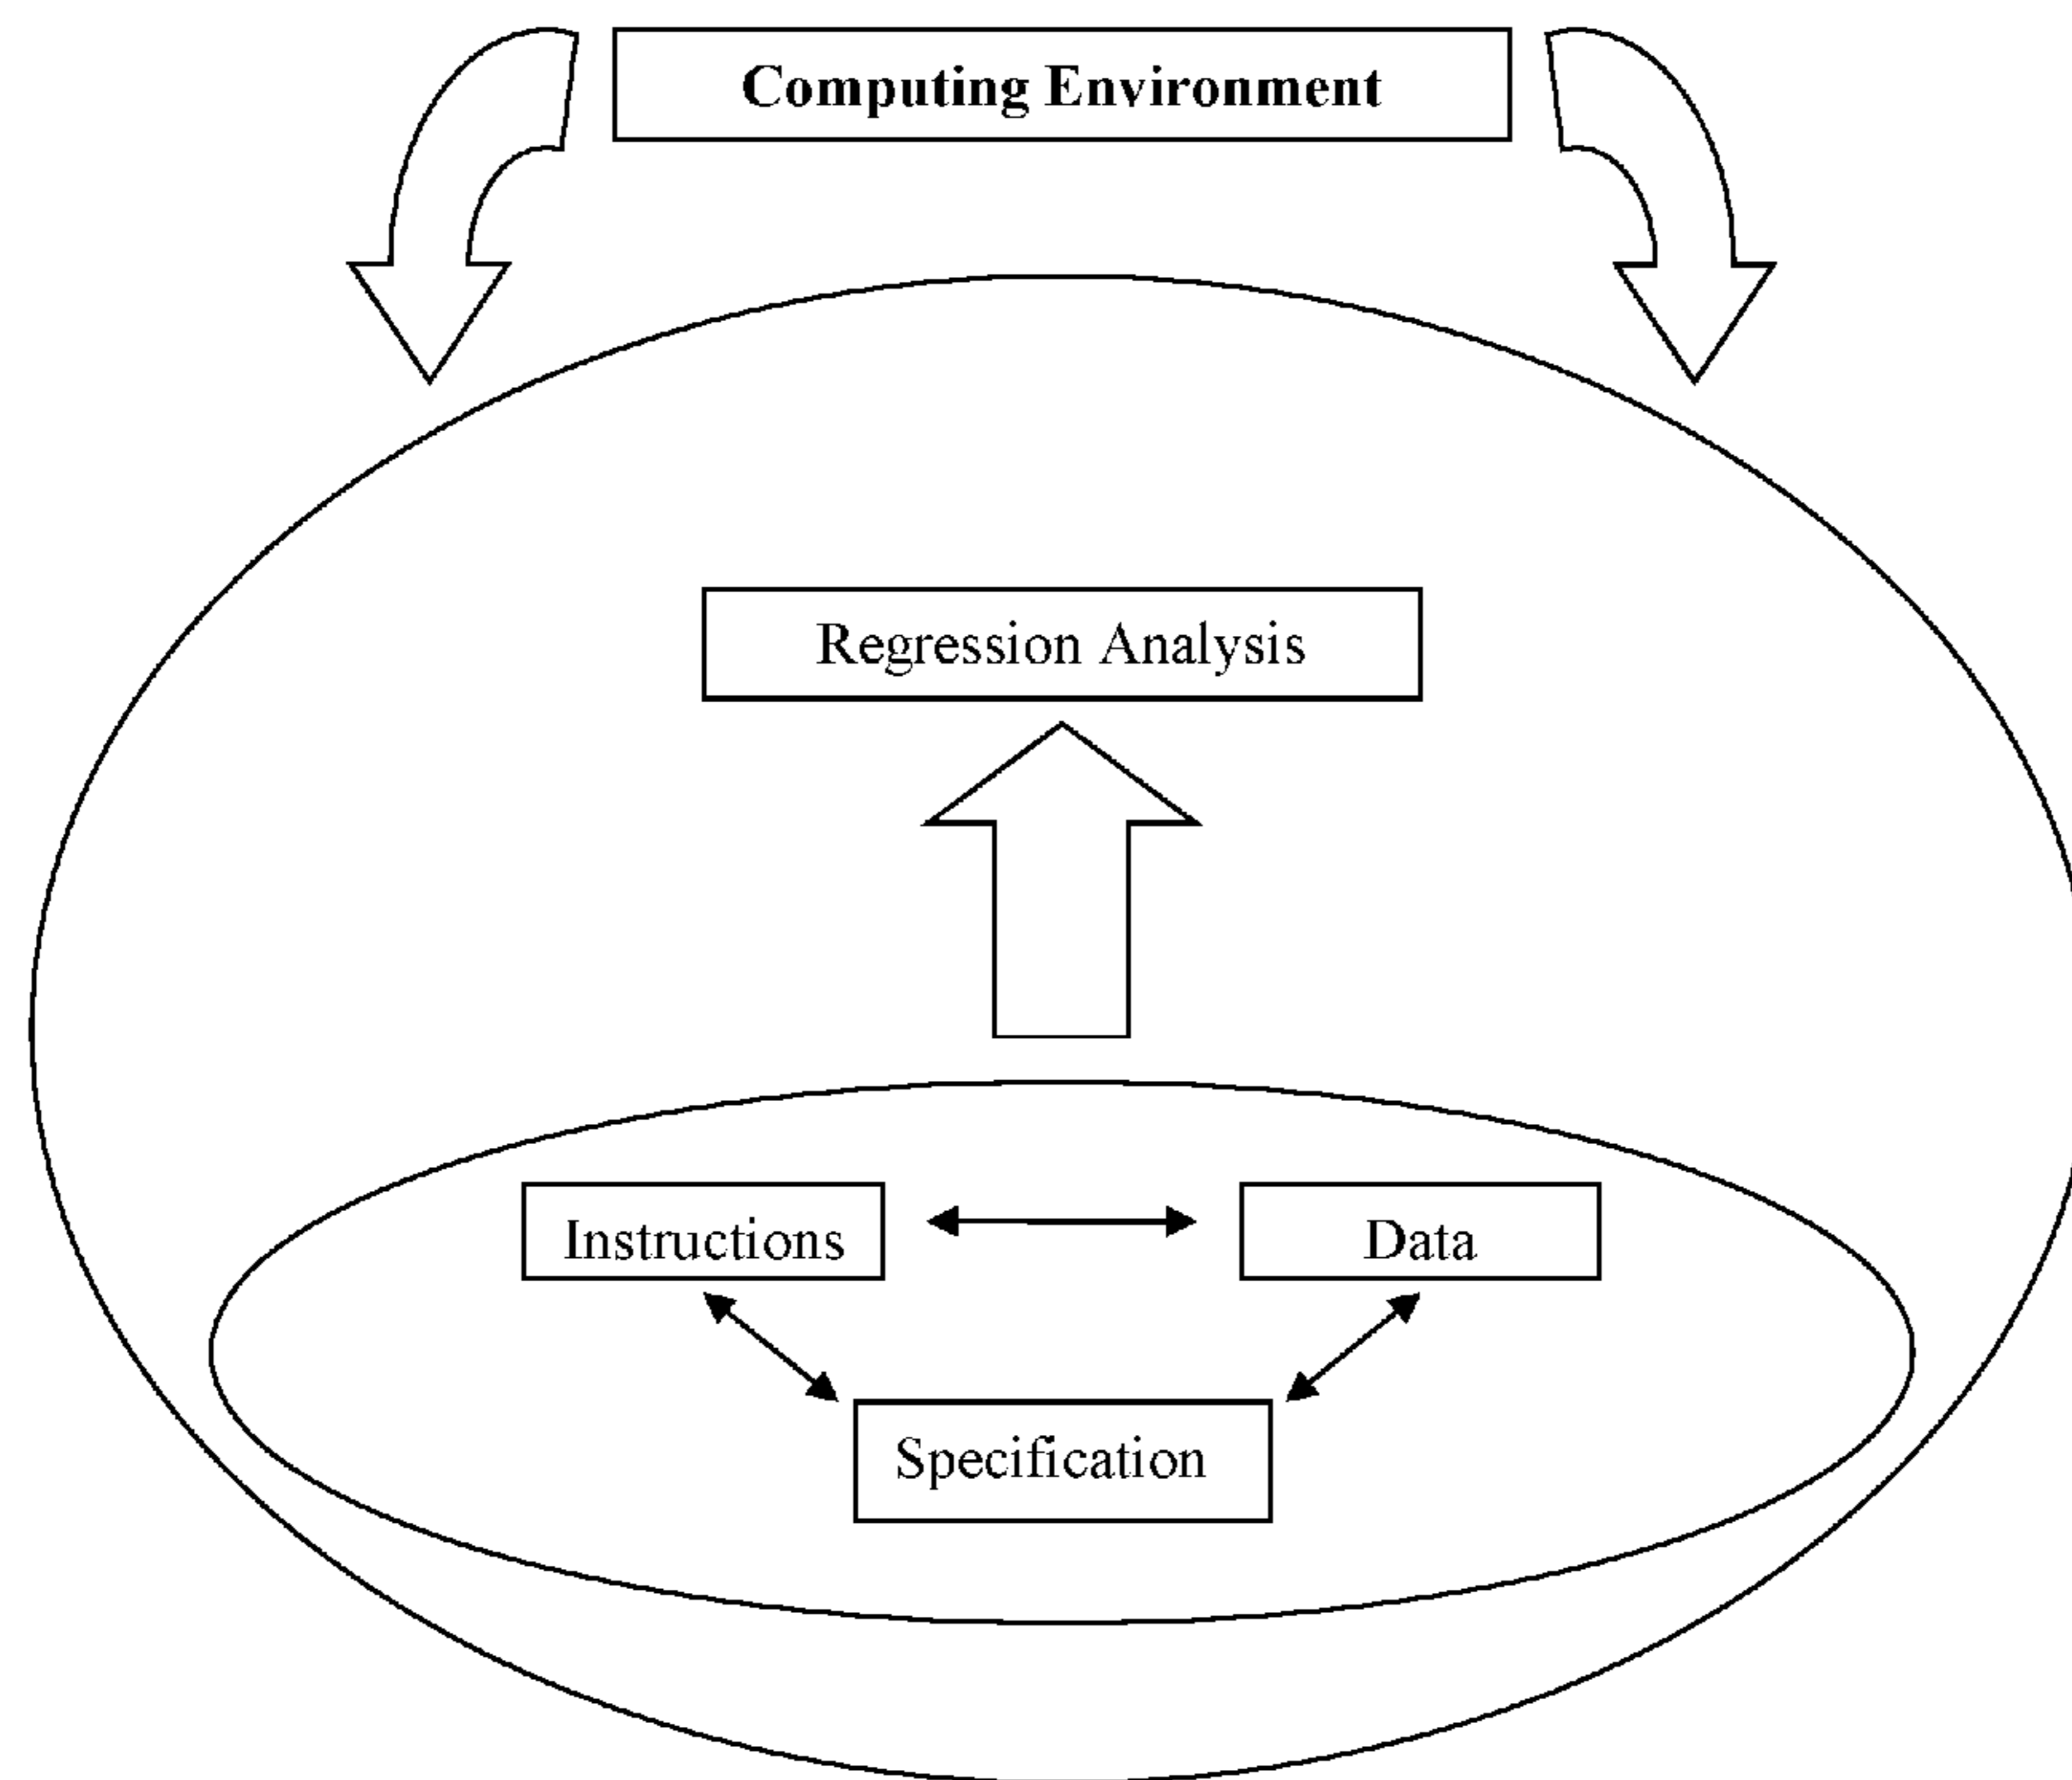 Computing Environment
Regression Analysis
Instructions
Data
Specification